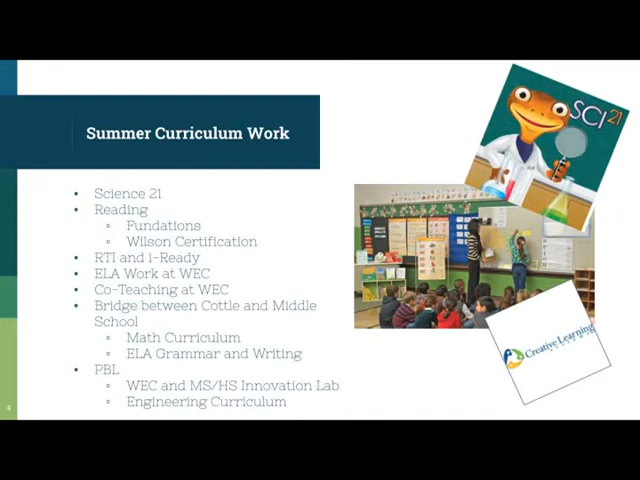 Summer Curriculum Work
Science 21
Reading
Fundations
Wilson Certification
RTI and i-Ready
ELA Work at WEC
Co-Teaching at WEC
Bridge between Cottle and Middle
School
Math Curriculum
ELA Grammar and Writing
PBL
WEC and MS/HS Innovation Lab
Engineering Curriculum
4
SCI 21
Creative Learning